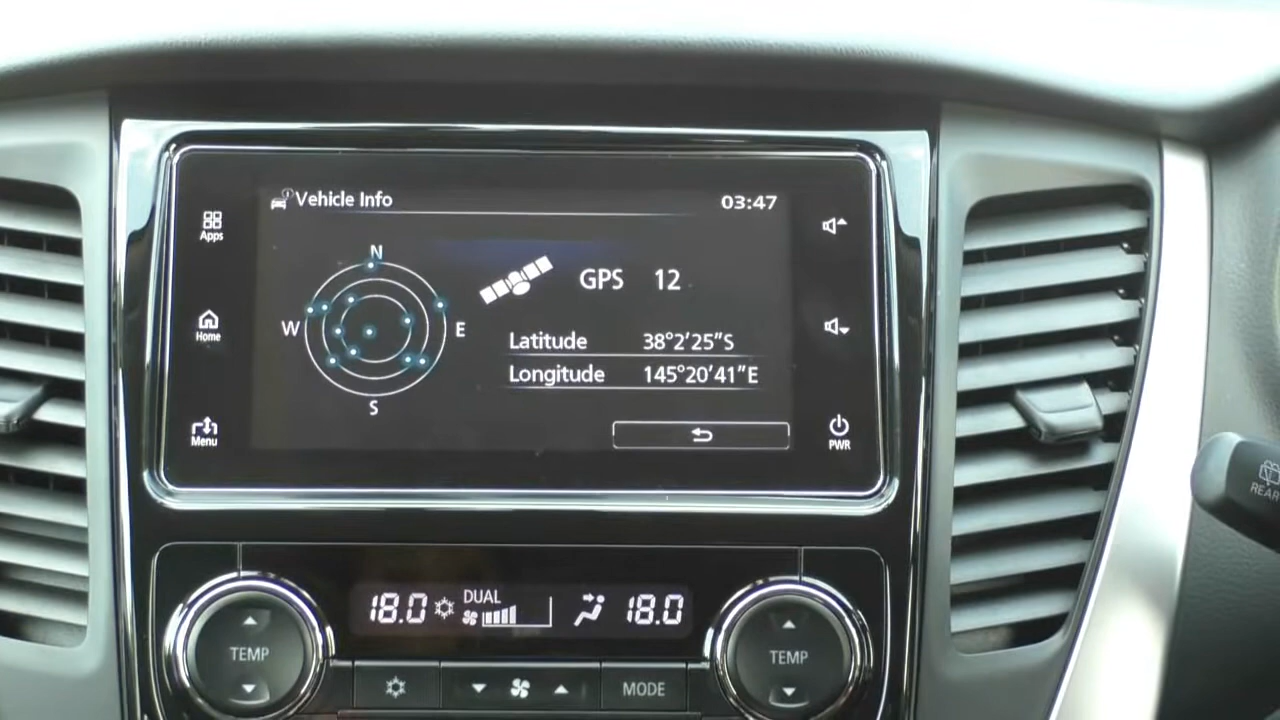 Vehicle Info
03:47
Apps
N
GPS 12
W
E
Home
Latitude 38°2'25"S
Longitude 145°20'41"E
S
Menu
PWR
18.0
DUAL
18.0
TEMP
TEMP
MODE
REAR